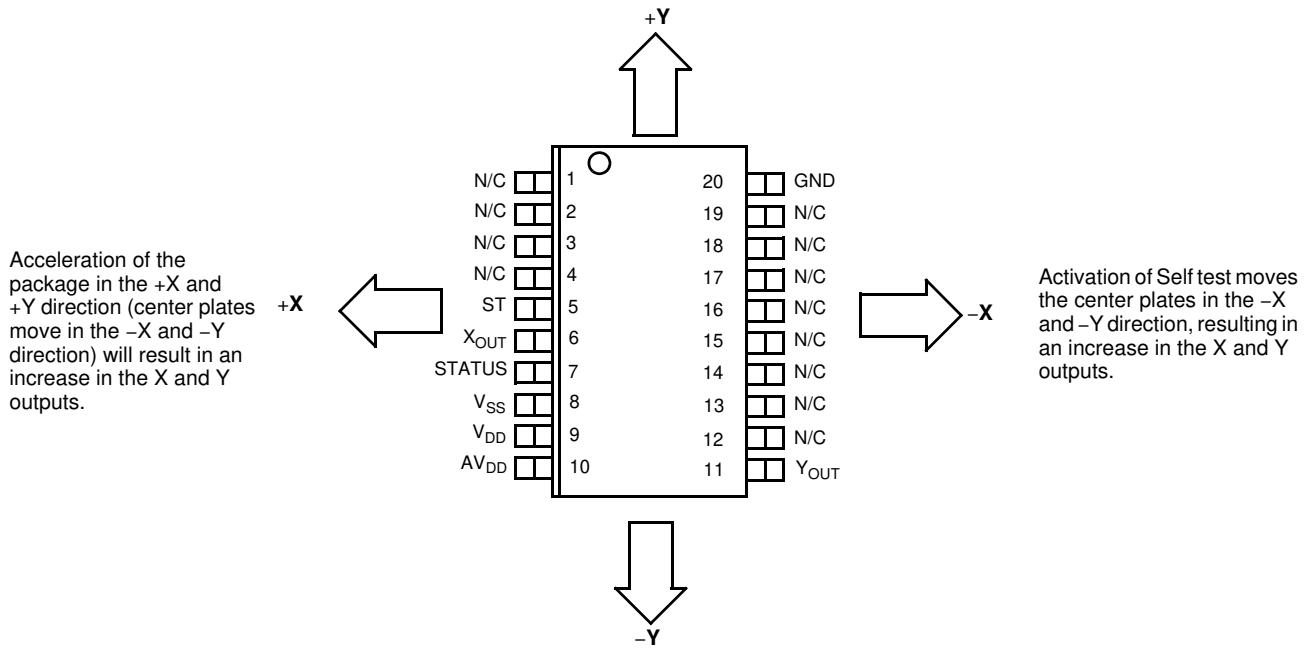 +Y
N/C 1 20 GND
N/C 2 19 N/C
N/C 3 18 N/C
N/C 4 17 N/C
ST 5 16 N/C
XOUT 6 15 N/C
STATUS 7 14 N/C
VSS 8 13 N/C
VDD 9 12 N/C
AVDD 10 11 YOUT
Acceleration of the
package in the +X and
+Y direction (center plates
move in the −X and −Y
direction) will result in an
increase in the X and Y
outputs.
+X
−X
Activation of Self test moves
the center plates in the −X
and −Y direction, resulting in
an increase in the X and Y
outputs.
−Y